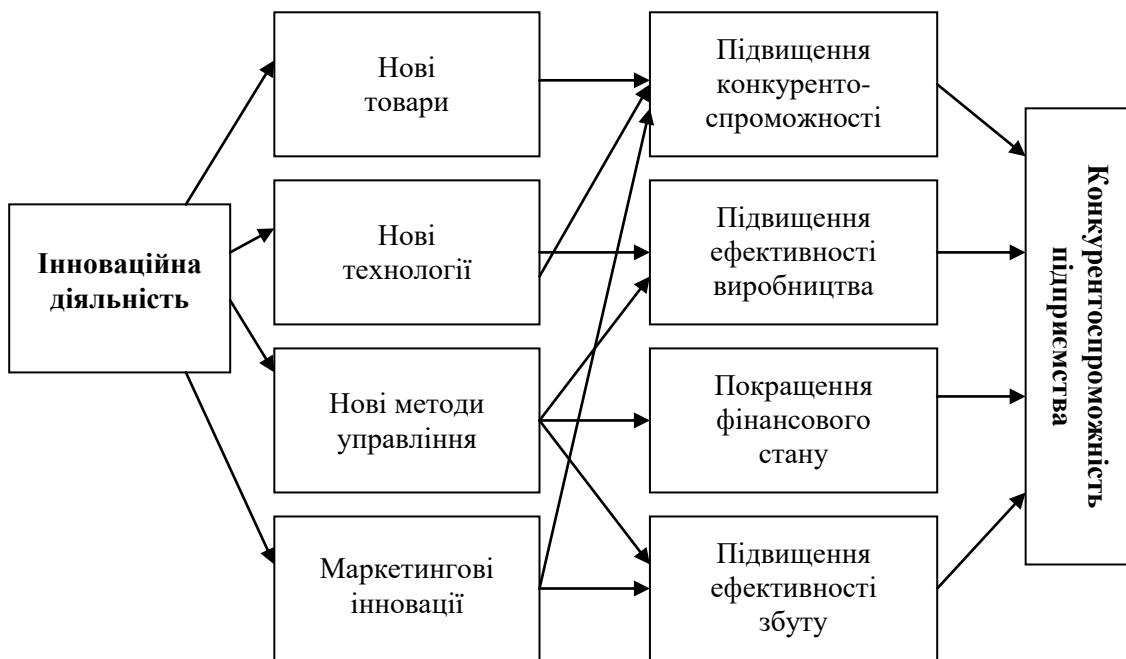 Інноваційна
діяльність
Нові
товари
Нові
технології
Нові методи
управління
Маркетингові
інновації
Підвищення
конкуренто-
спроможності
Підвищення
ефективності
виробництва
Покращення
фінансового
стану
Підвищення
ефективності
збуту
Конкурентоспроможність
підприємства